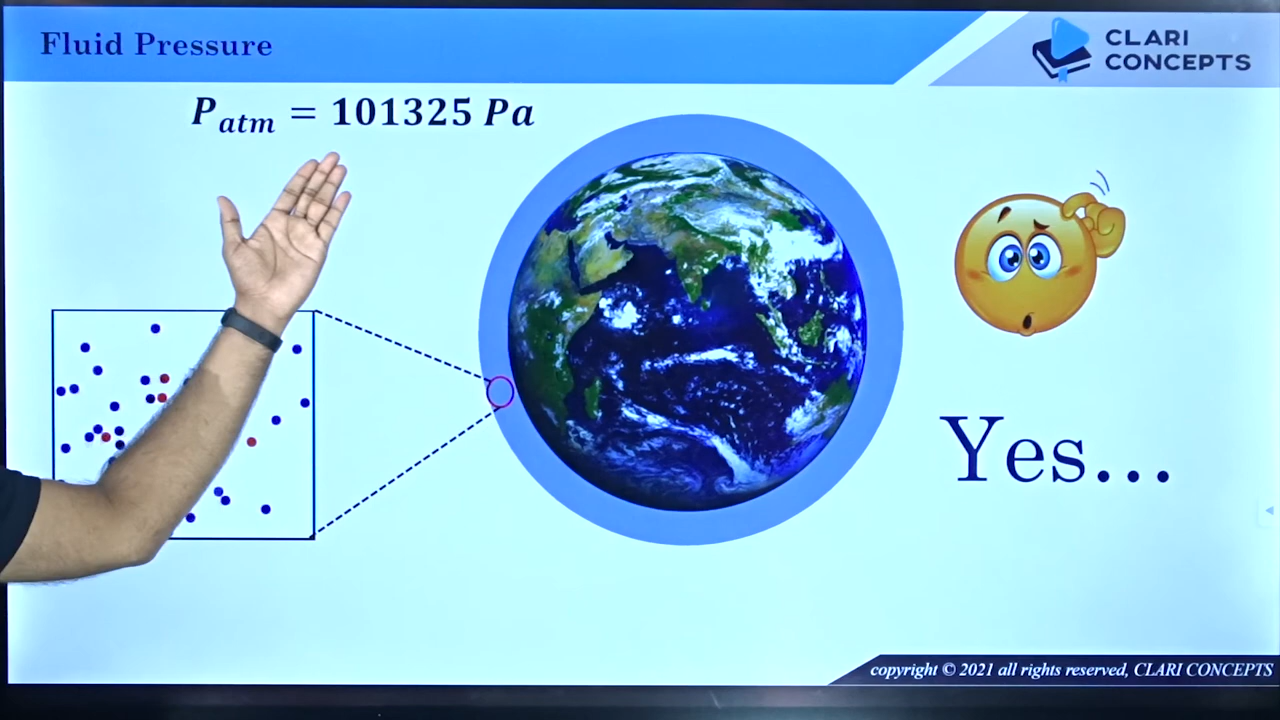 Fluid Pressure
CLARI
CONCEPTS
P_atm = 101325 Pa
Yes...
copyright © 2021 all rights reserved, CLARI CONCEPTS